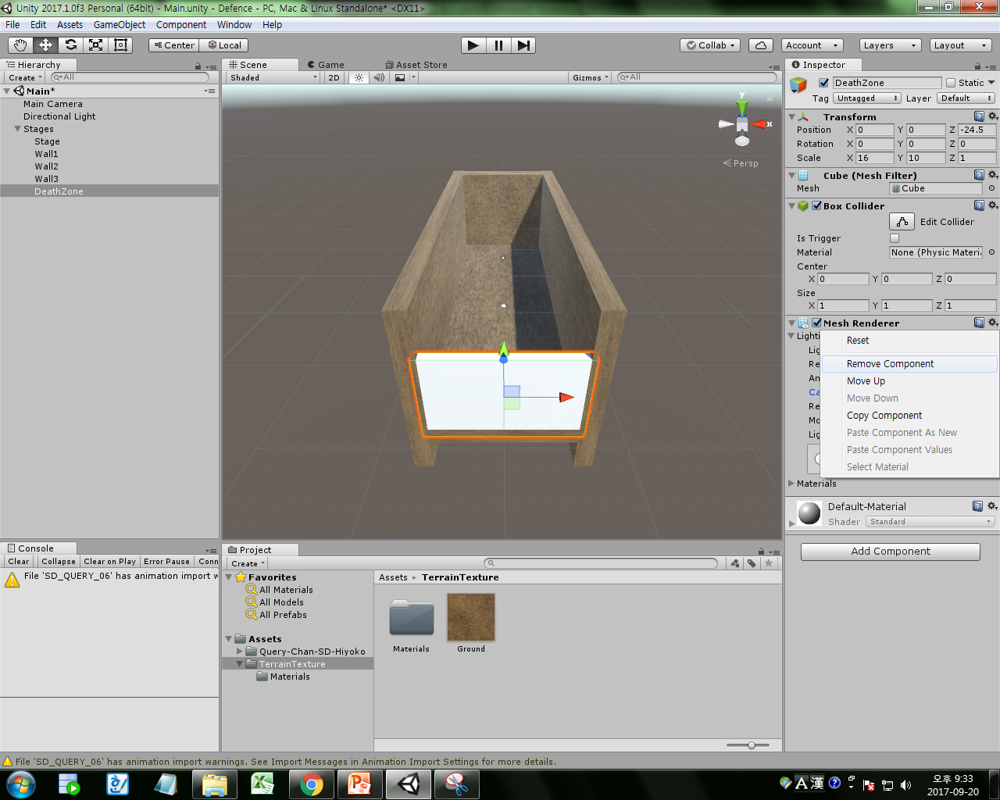 Unity 2017.1.0f3 Personal (64bit) - Main.unity - Defence - PC, Mac & Linux Standalone* <DX11>
File Edit Assets GameObject Component Window Help
Center Local Collab Account Layers Layout
Hierarchy
Create All
Main*
Main Camera
Directional Light
Stages
Stage
Wall1
Wall2
Wall3
DeathZone
Scene Game Asset Store
Shaded 2D Gizmos All
y
x
Persp
Inspector
DeathZone Static
Tag Untagged Layer Default
Transform
Position X 0 Y 0 Z -24.5
Rotation X 0 Y 0 Z 0
Scale X 16 Y 10 Z 1
Cube (Mesh Filter)
Mesh Cube
Box Collider
Edit Collider
Is Trigger
Material None (Physic Materi
Center
X 0 Y 0 Z 0
Size
X 1 Y 1 Z 1
Mesh Renderer
Lighti
Lig
Re
An
Ca
Re
Mo
Lig
Reset
Remove Component
Move Up
Move Down
Copy Component
Paste Component As New
Paste Component Values
Select Material
Materials
Default-Material
Shader Standard
Add Component
Console
Clear Collapse Clear on Play Error Pause Conn
File 'SD_QUERY_06' has animation import w
Project
Create
Favorites
All Materials
All Models
All Prefabs
Assets
Query-Chan-SD-Hiyoko
TerrainTexture
Materials
Assets TerrainTexture
Materials Ground
File 'SD_QUERY_06' has animation import warnings. See Import Messages in Animation Import Settings for more details.
A 漢
오후 9:33
2017-09-20